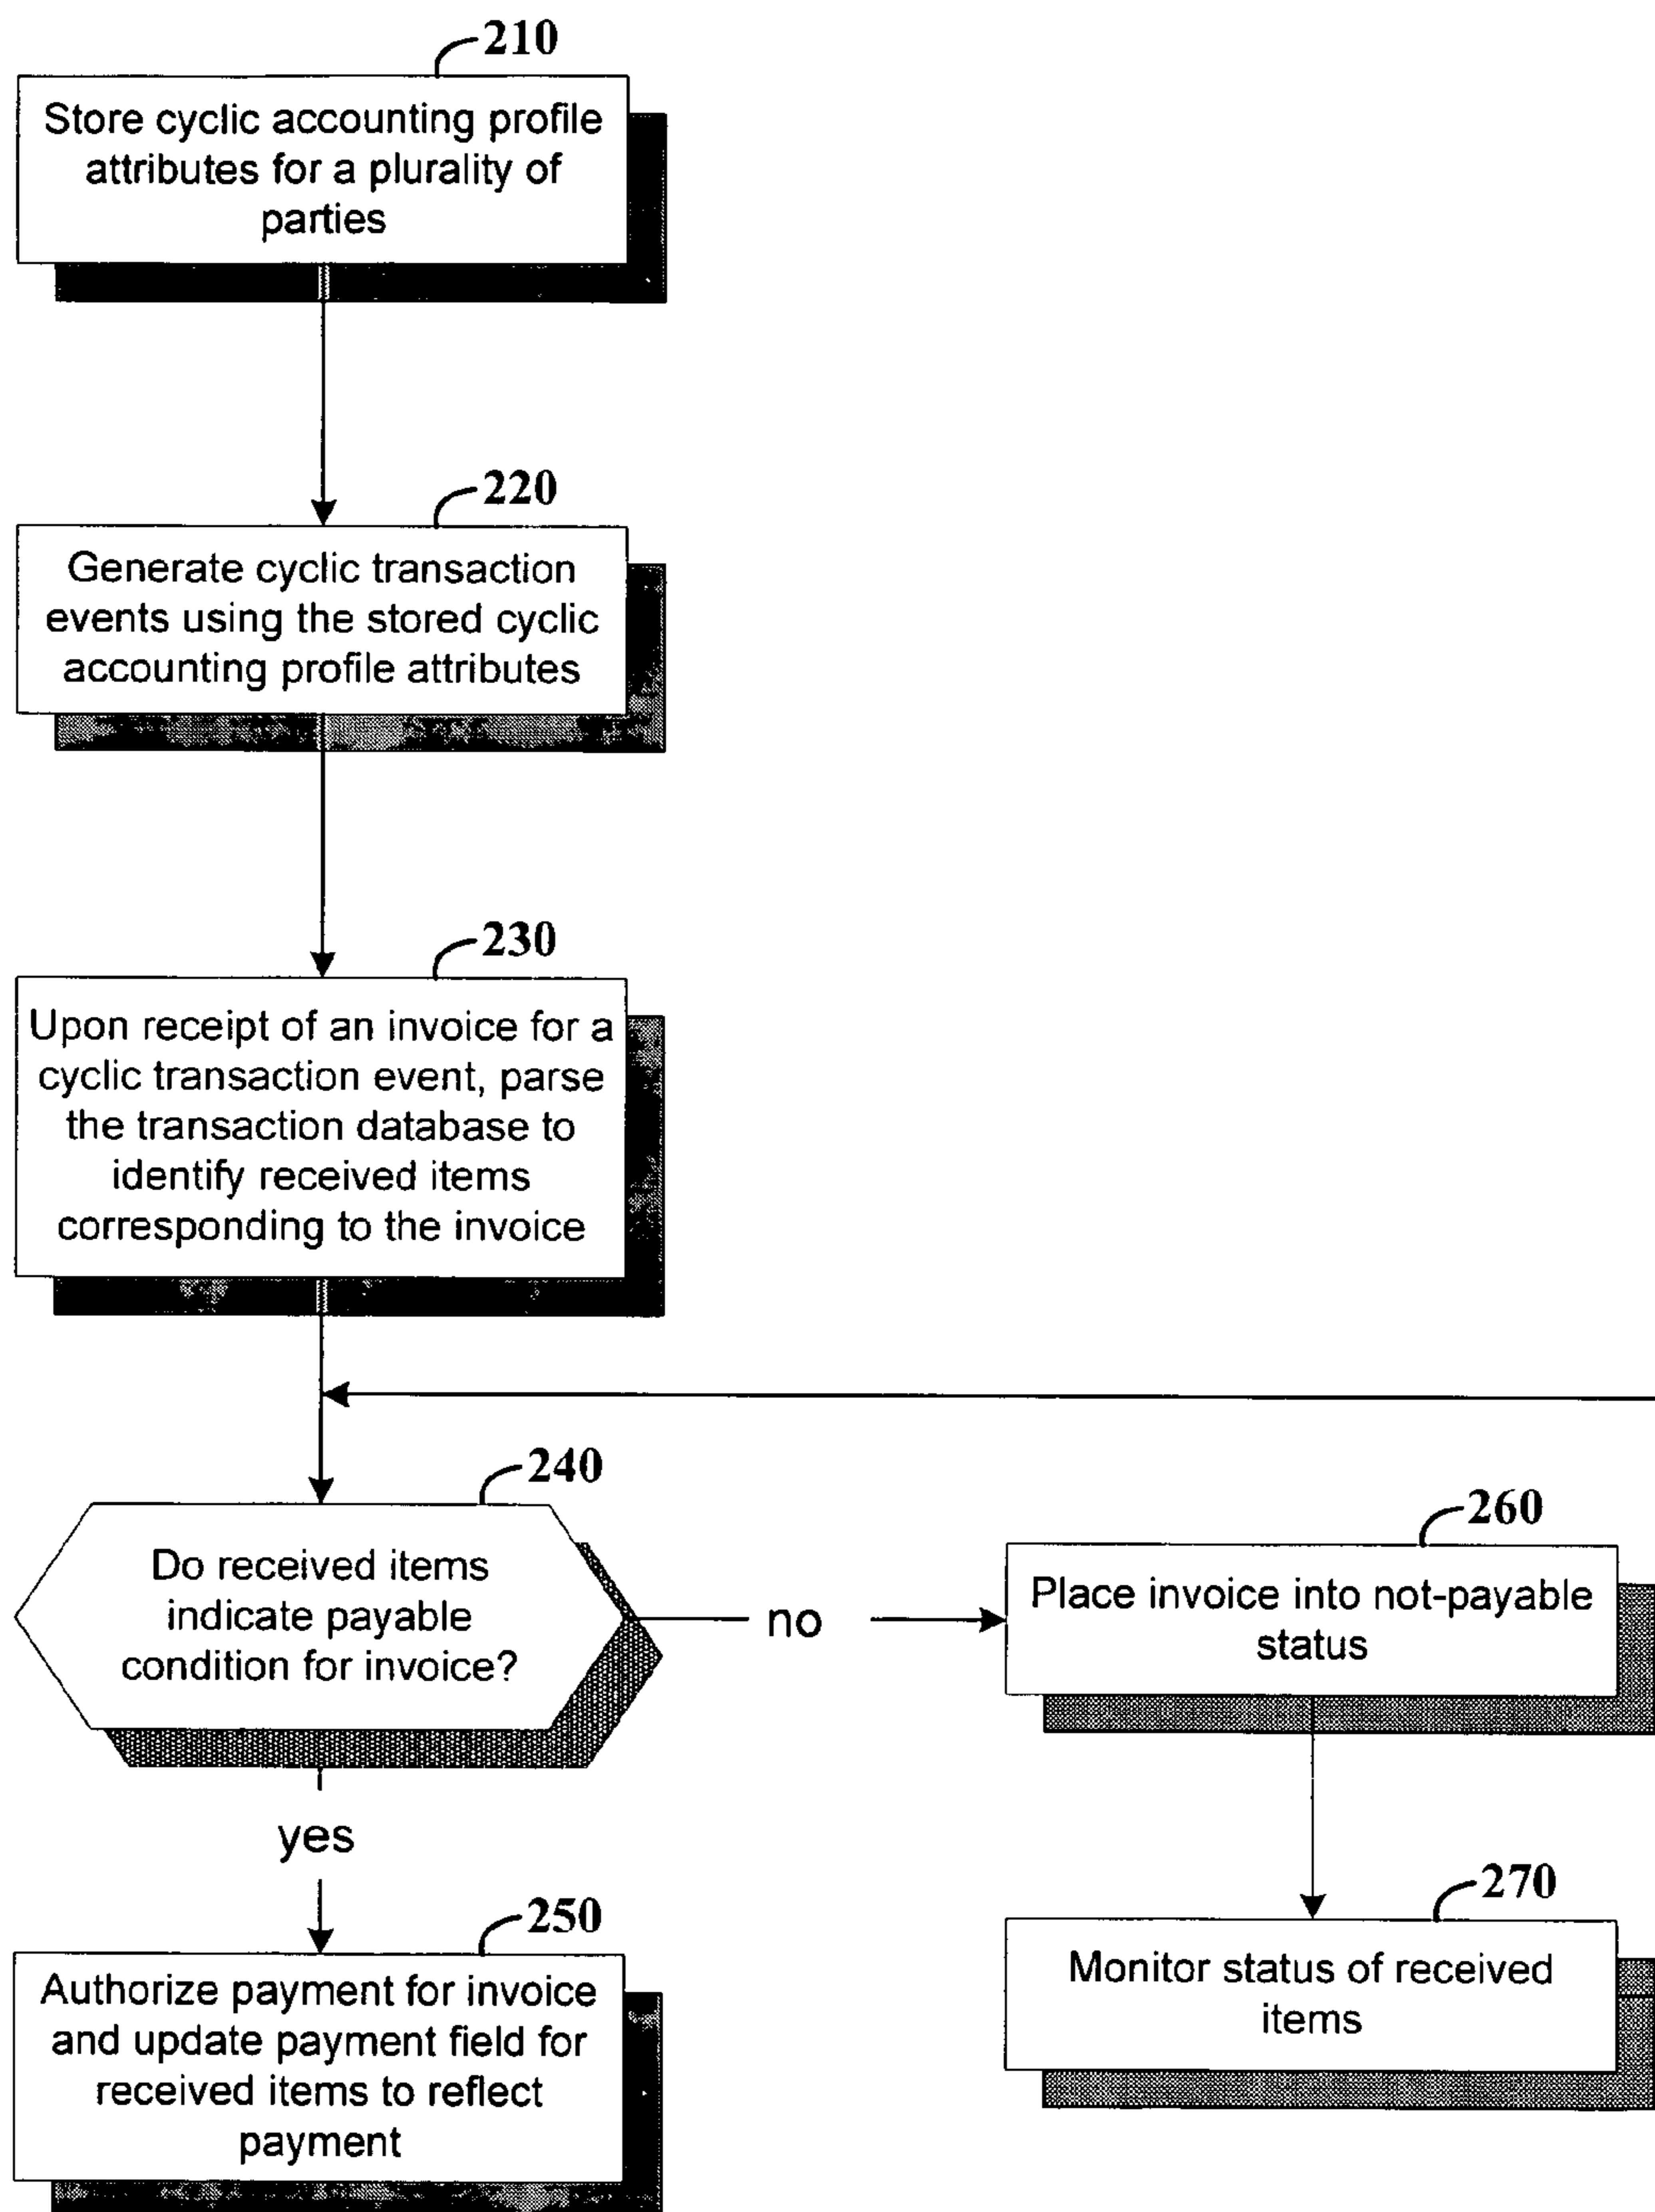 210
Store cyclic accounting profile
attributes for a plurality of
parties
220
Generate cyclic transaction
events using the stored cyclic
accounting profile attributes
230
Upon receipt of an invoice for a
cyclic transaction event, parse
the transaction database to
identify received items
corresponding to the invoice
240
Do received items
indicate payable
condition for invoice?
no
260
Place invoice into not-payable
status
yes
270
Monitor status of received
items
250
Authorize payment for invoice
and update payment field for
received items to reflect
payment